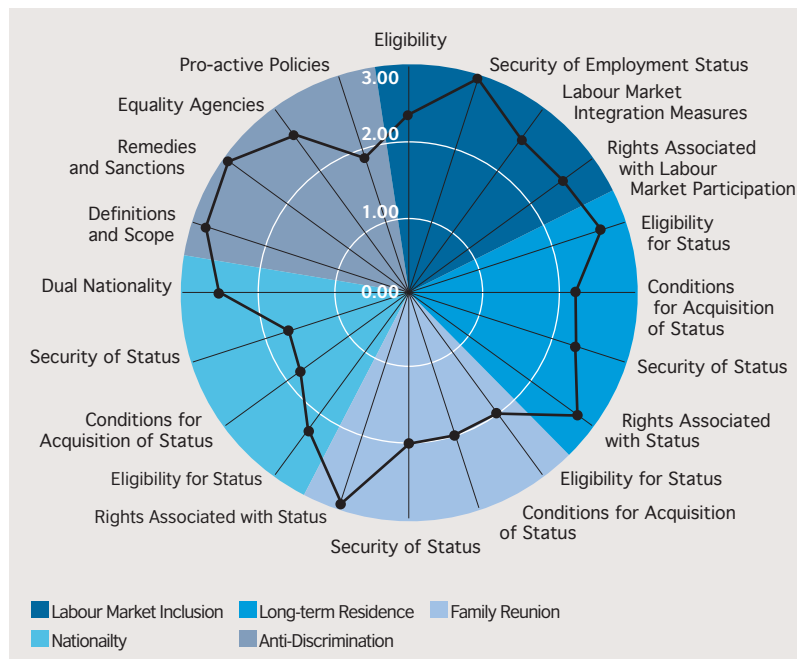 Eligibility
Security of Employment Status
Labour Market
Integration Measures
Rights Associated
with Labour
Market Participation
Eligibility
for Status
Conditions
for Acquisition
of Status
Security of Status
Rights Associated
with Status
Eligibility for Status
Conditions for Acquisition
of Status
Security of Status
Rights Associated with Status
Eligibility for Status
Conditions for
Acquisition of Status
Security of Status
Dual Nationality
Definitions
and Scope
Remedies
and Sanctions
Equality Agencies
Pro-active Policies
3.00
2.00
1.00
0.00
Labour Market Inclusion
Long-term Residence
Family Reunion
Nationailty
Anti-Discrimination